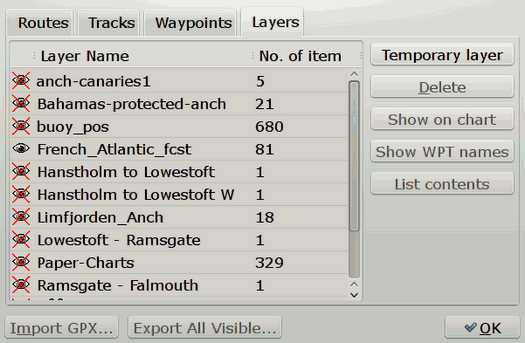 Routes Tracks Waypoints Layers
Layer Name No. of item
anch-canaries1 5
Bahamas-protected-anch 21
buoy_pos 680
French_Atlantic_fcst 81
Hanstholm to Lowestoft 1
Hanstholm to Lowestoft W 1
Limfjorden_Anch 18
Lowestoft - Ramsgate 1
Paper-Charts 329
Ramsgate - Falmouth 1
Temporary layer
Delete
Show on chart
Show WPT names
List contents
Import GPX... Export All Visible... OK